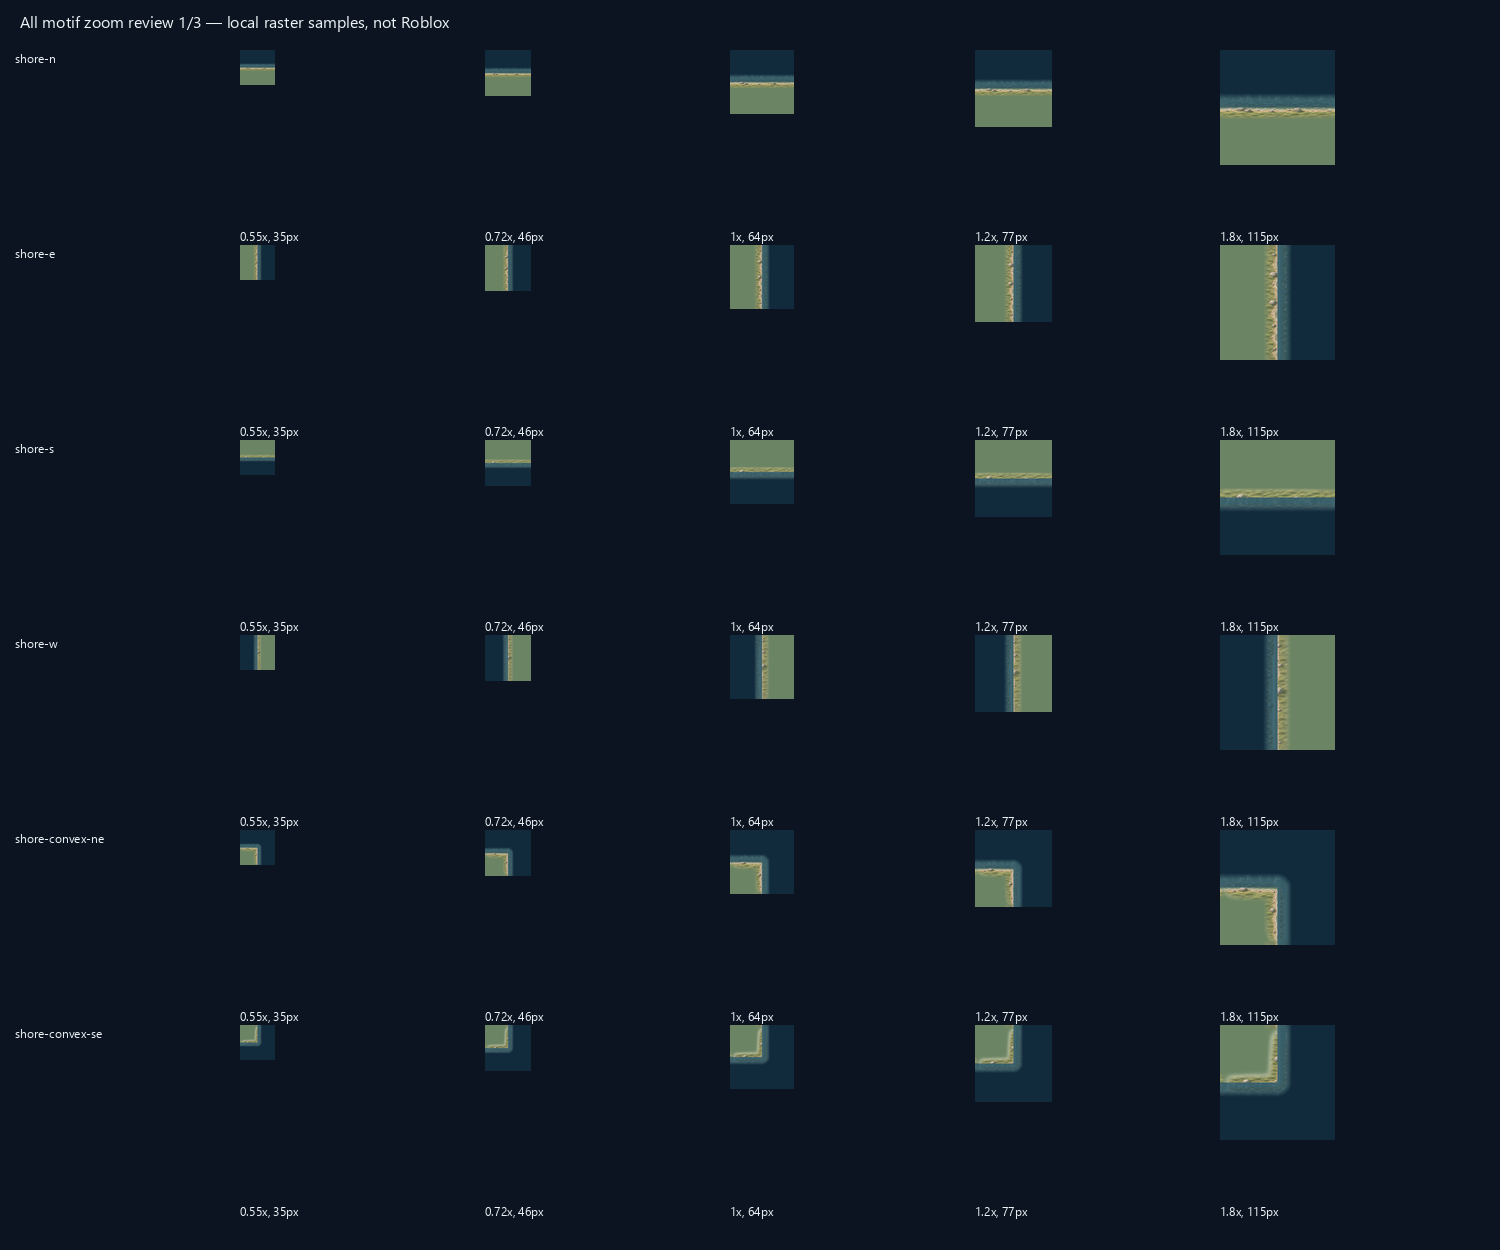 All motif zoom review 1/3 — local raster samples, not Roblox
shore-n
0.55x, 35px 0.72x, 46px 1x, 64px 1.2x, 77px 1.8x, 115px
shore-e
0.55x, 35px 0.72x, 46px 1x, 64px 1.2x, 77px 1.8x, 115px
shore-s
0.55x, 35px 0.72x, 46px 1x, 64px 1.2x, 77px 1.8x, 115px
shore-w
0.55x, 35px 0.72x, 46px 1x, 64px 1.2x, 77px 1.8x, 115px
shore-convex-ne
0.55x, 35px 0.72x, 46px 1x, 64px 1.2x, 77px 1.8x, 115px
shore-convex-se
0.55x, 35px 0.72x, 46px 1x, 64px 1.2x, 77px 1.8x, 115px